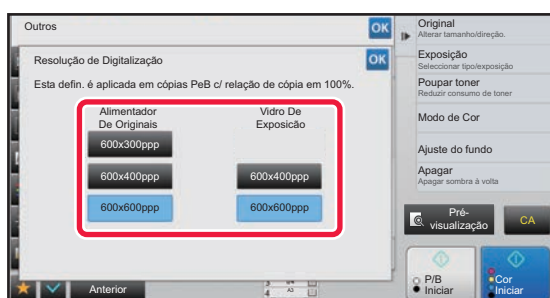 Outros
OK
Resolução de Digitalização
OK
Esta defin. é aplicada em cópias PeB c/ relação de cópia em 100%.
Alimentador
De Originais
Vidro De
Exposicão
600x300ppp
600x400ppp
600x400ppp
600x600ppp
600x600ppp
Anterior
A3
4
Original
Alterar tamanho/direção.
Exposição
Seleccionar tipo/exposição
Poupar toner
Reduzir consumo de toner
Modo de Cor
Ajuste do fundo
Apagar
Apagar sombra à volta
Pré-
visualização
CA
P/B
Iniciar
Cor
Iniciar